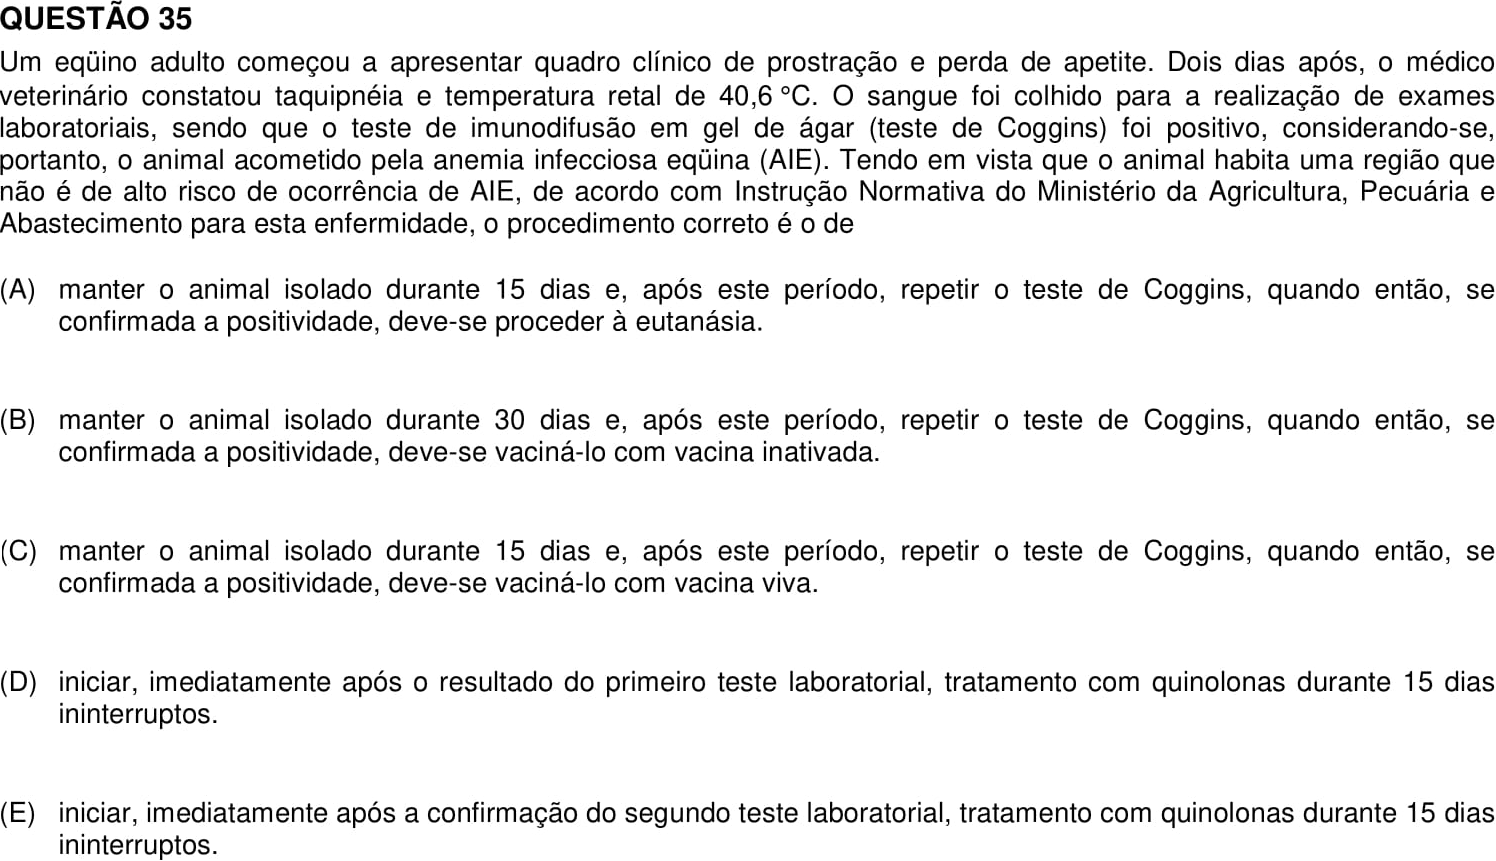 QUESTÃO 35
Um eqüino adulto começou a apresentar quadro clínico de prostração e perda de apetite. Dois dias após, o médico
veterinário constatou taquipnéia e temperatura retal de 40,6 °C. O sangue foi colhido para a realização de exames
laboratoriais, sendo que o teste de imunodifusão em gel de ágar (teste de Coggins) foi positivo, considerando-se,
portanto, o animal acometido pela anemia infecciosa eqüina (AIE). Tendo em vista que o animal habita uma região que
não é de alto risco de ocorrência de AIE, de acordo com Instrução Normativa do Ministério da Agricultura, Pecuária e
Abastecimento para esta enfermidade, o procedimento correto é o de
(A) manter o animal isolado durante 15 dias e, após este período, repetir o teste de Coggins, quando então, se
confirmada a positividade, deve-se proceder à eutanásia.
(B) manter o animal isolado durante 30 dias e, após este período, repetir o teste de Coggins, quando então, se
confirmada a positividade, deve-se vaciná-lo com vacina inativada.
(C) manter o animal isolado durante 15 dias e, após este período, repetir o teste de Coggins, quando então, se
confirmada a positividade, deve-se vaciná-lo com vacina viva.
(D) iniciar, imediatamente após o resultado do primeiro teste laboratorial, tratamento com quinolonas durante 15 dias
ininterruptos.
(E) iniciar, imediatamente após a confirmação do segundo teste laboratorial, tratamento com quinolonas durante 15 dias
ininterruptos.